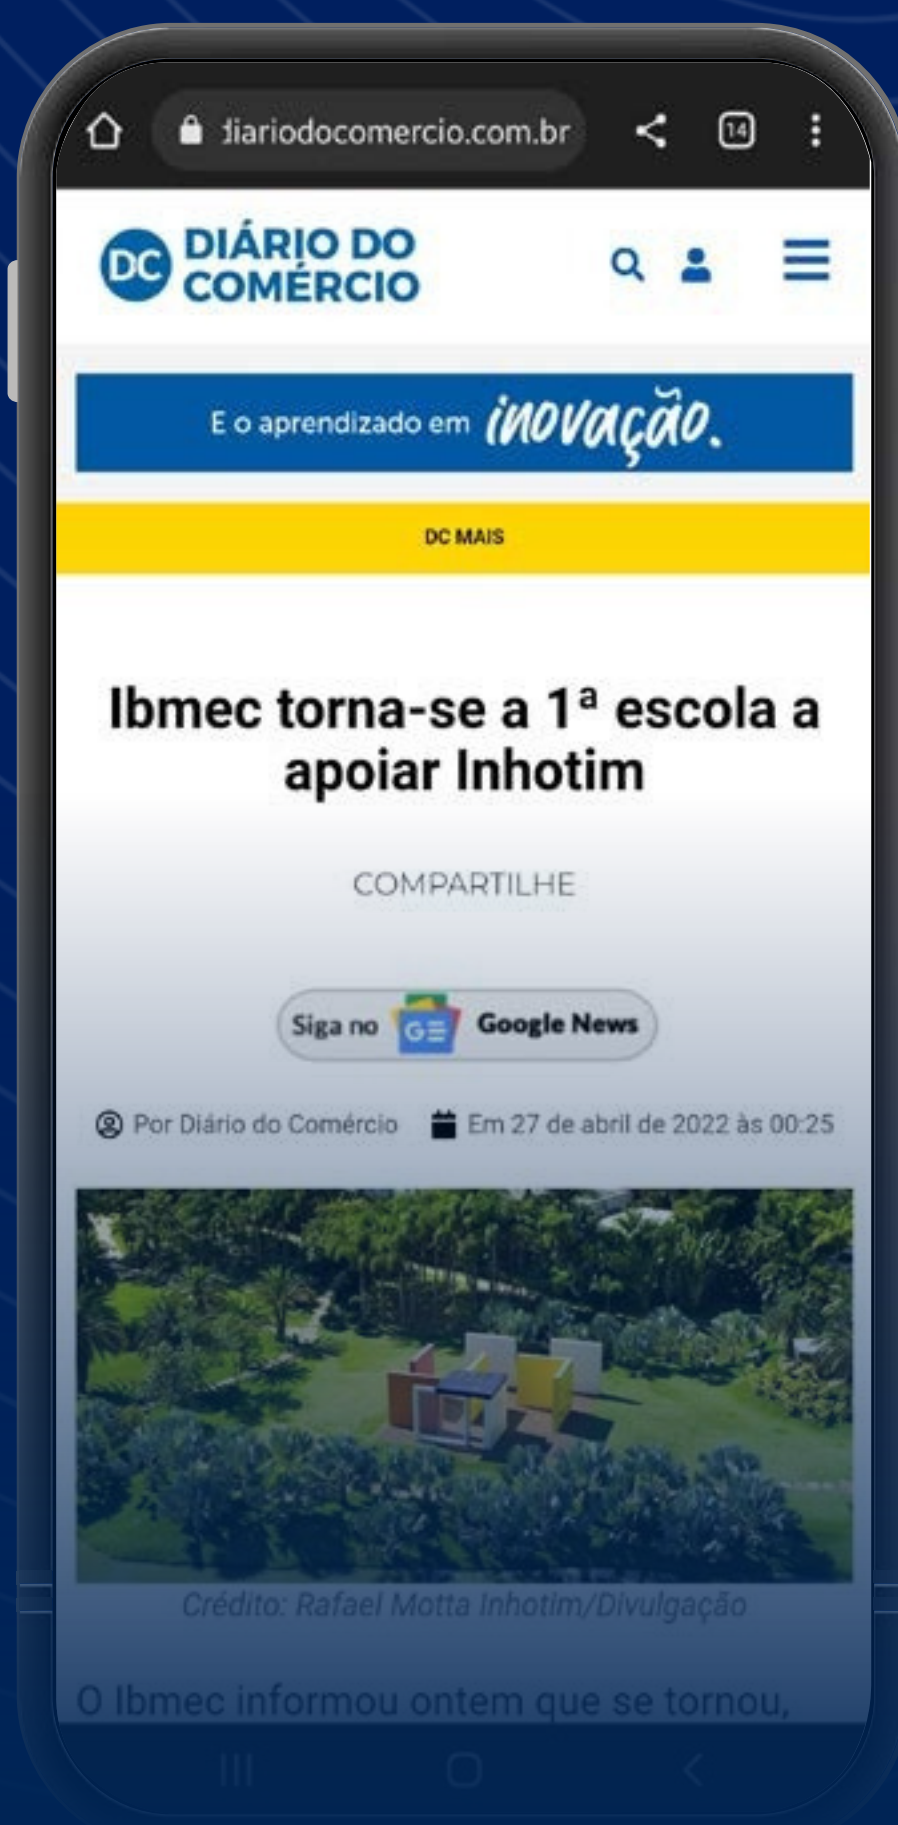 diariodocomercio.com.br
14
DC DIÁRIO DO
COMÉRCIO
E o aprendizado em inovação.
DC MAIS
Ibmec torna-se a 1ª escola a
apoiar Inhotim
COMPARTILHE
Siga no GE Google News
Por Diário do Comércio Em 27 de abril de 2022 às 00:25
Crédito: Rafael Motta Inhotim/Divulgação
O Ibmec informou ontem que se tornou,